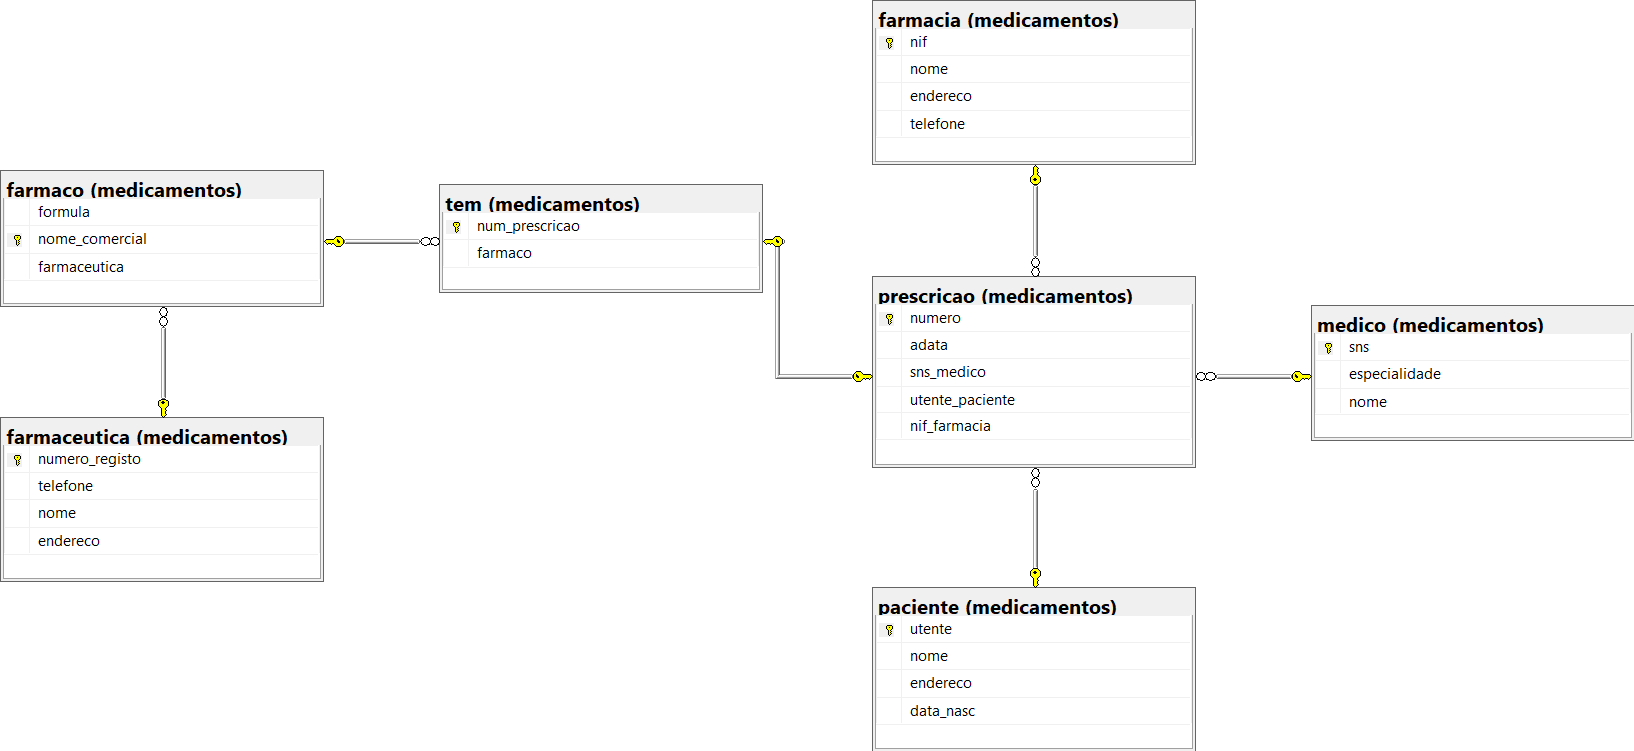 farmacia (medicamentos)
nif
nome
endereco
telefone
farmaco (medicamentos)
formula
nome_comercial
farmaceutica
tem (medicamentos)
num_prescricao
farmaco
prescricao (medicamentos)
numero
adata
sns_medico
utente_paciente
nif_farmacia
medico (medicamentos)
sns
especialidade
nome
farmaceutica (medicamentos)
numero_registo
telefone
nome
endereco
paciente (medicamentos)
utente
nome
endereco
data_nasc